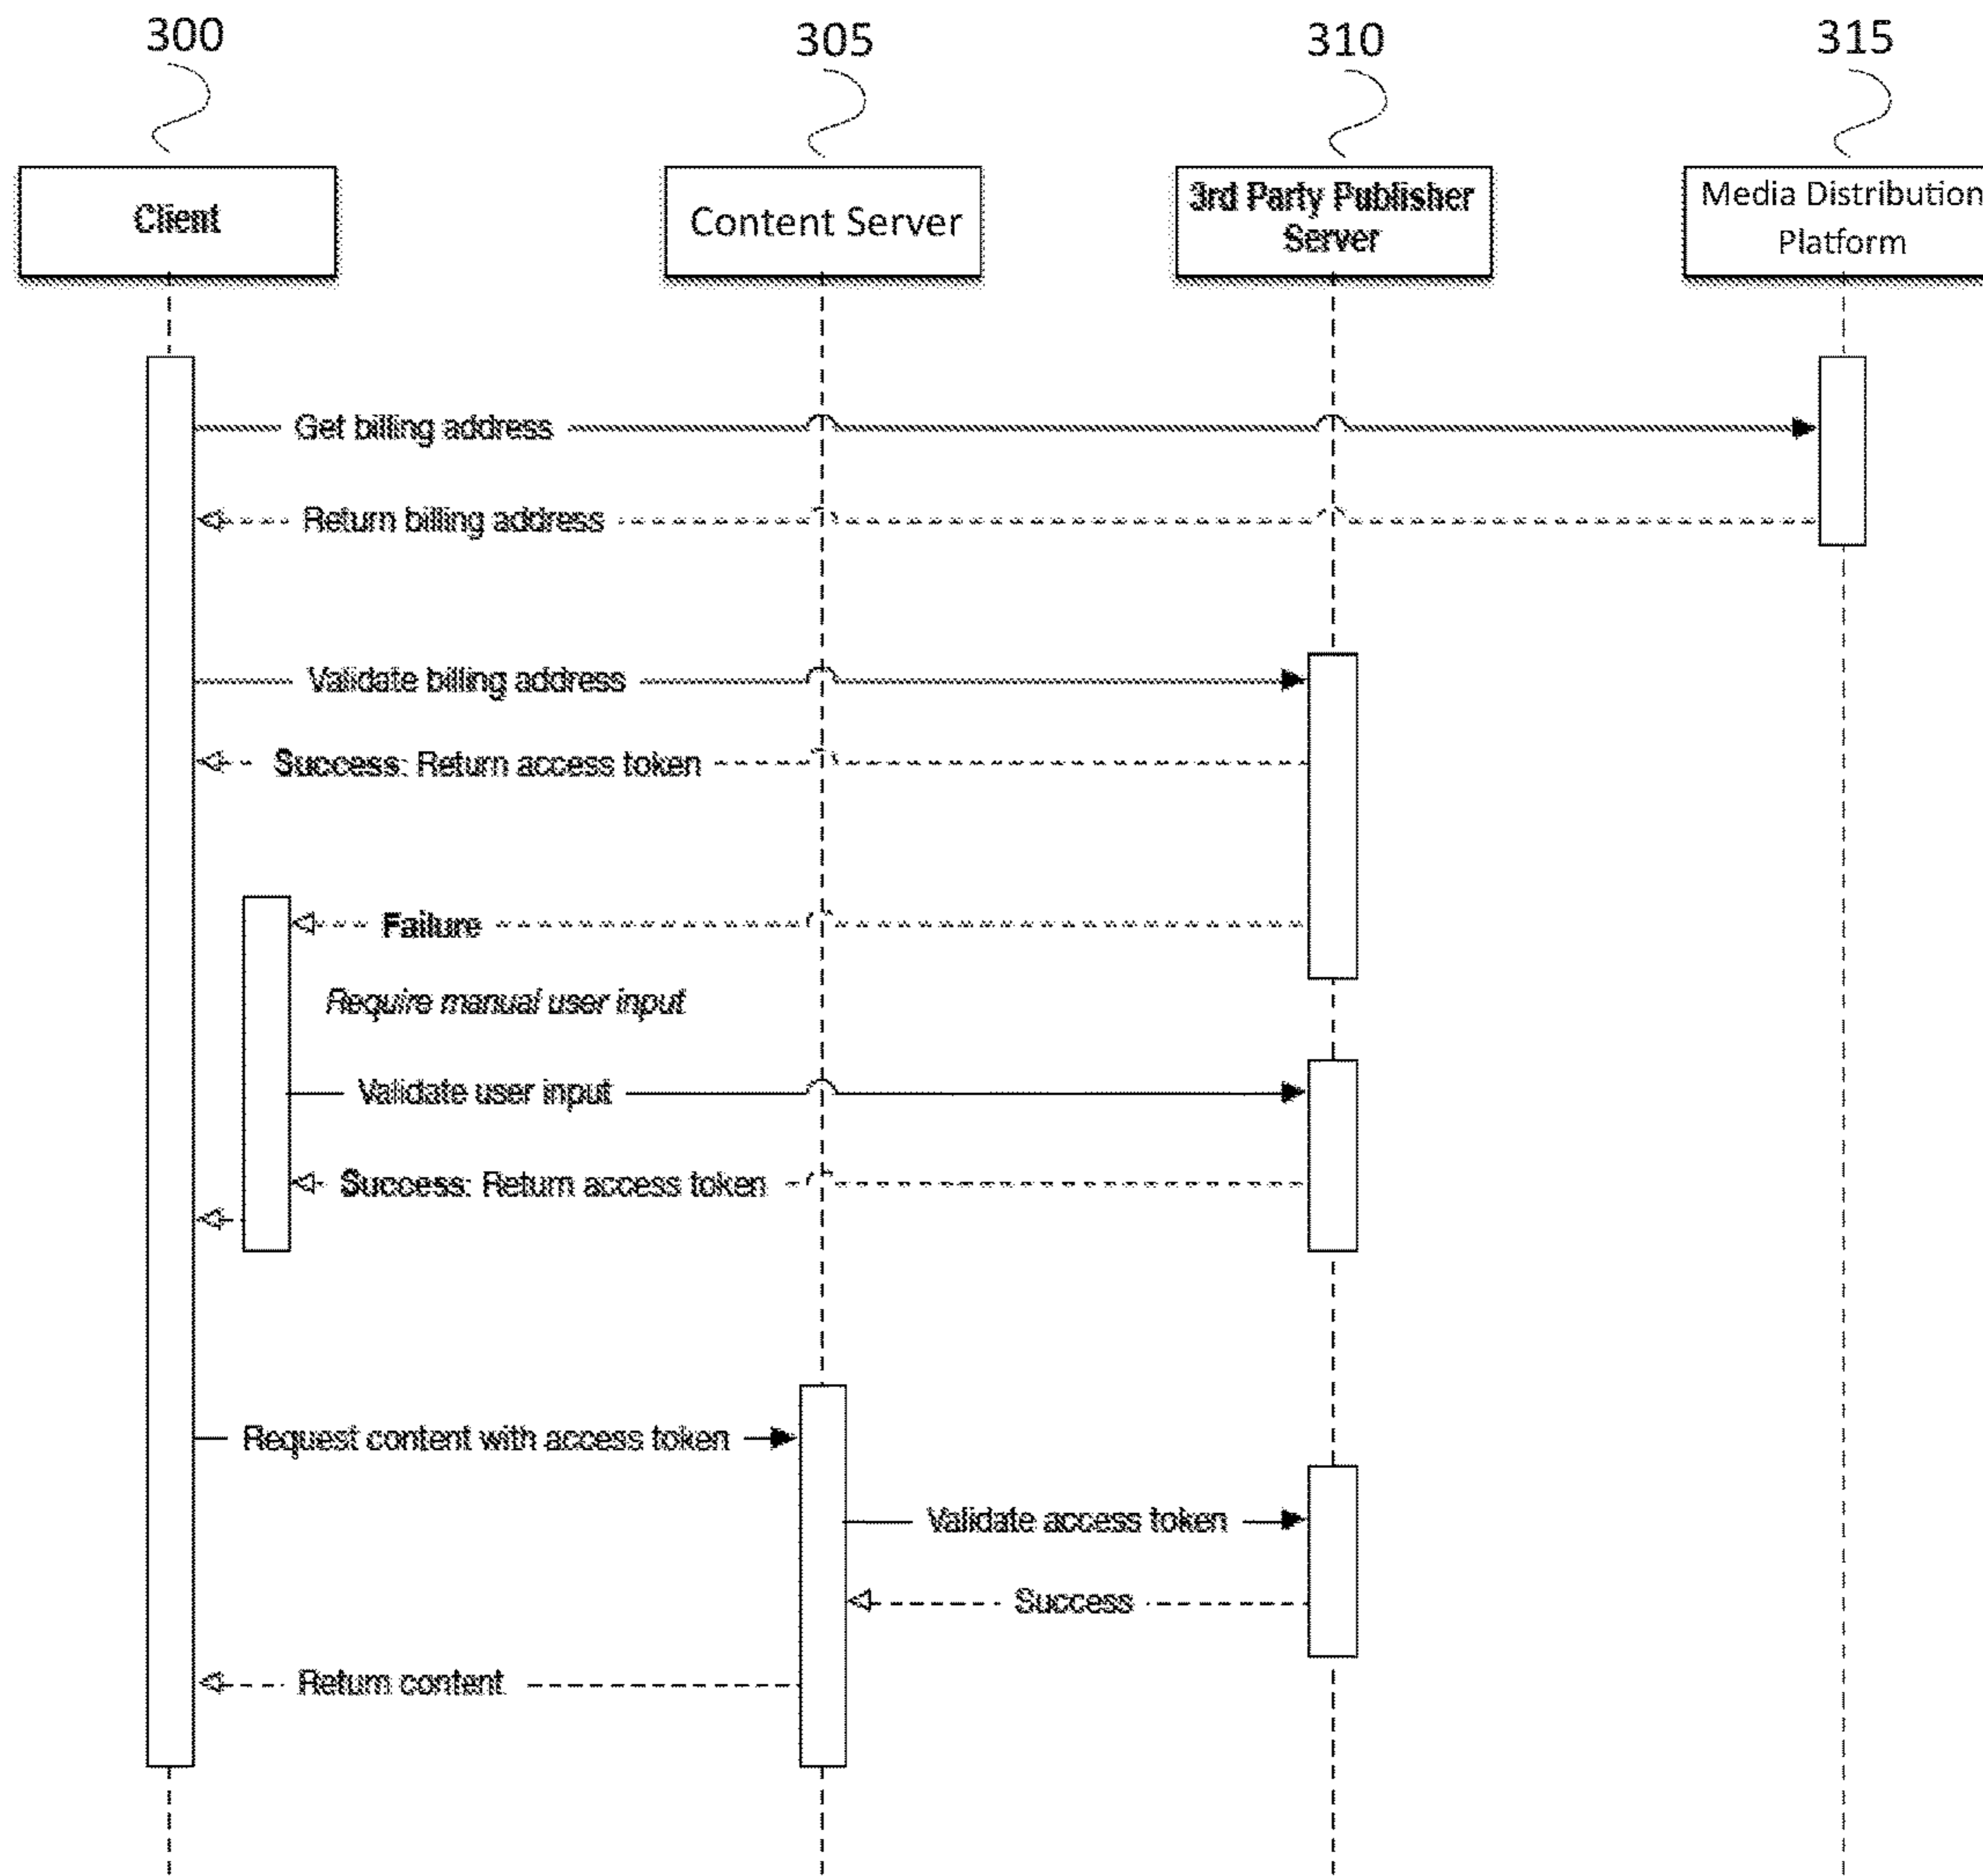 300
305
310
315
Client
Content Server
3rd Party Publisher
Server
Media Distribution
Platform
Get billing address
Return billing address
Validate billing address
Success: Return access token
Failure
Require manual user input
Validate user input
Success: Return access token
Request content with access token
Validate access token
Success
Return content